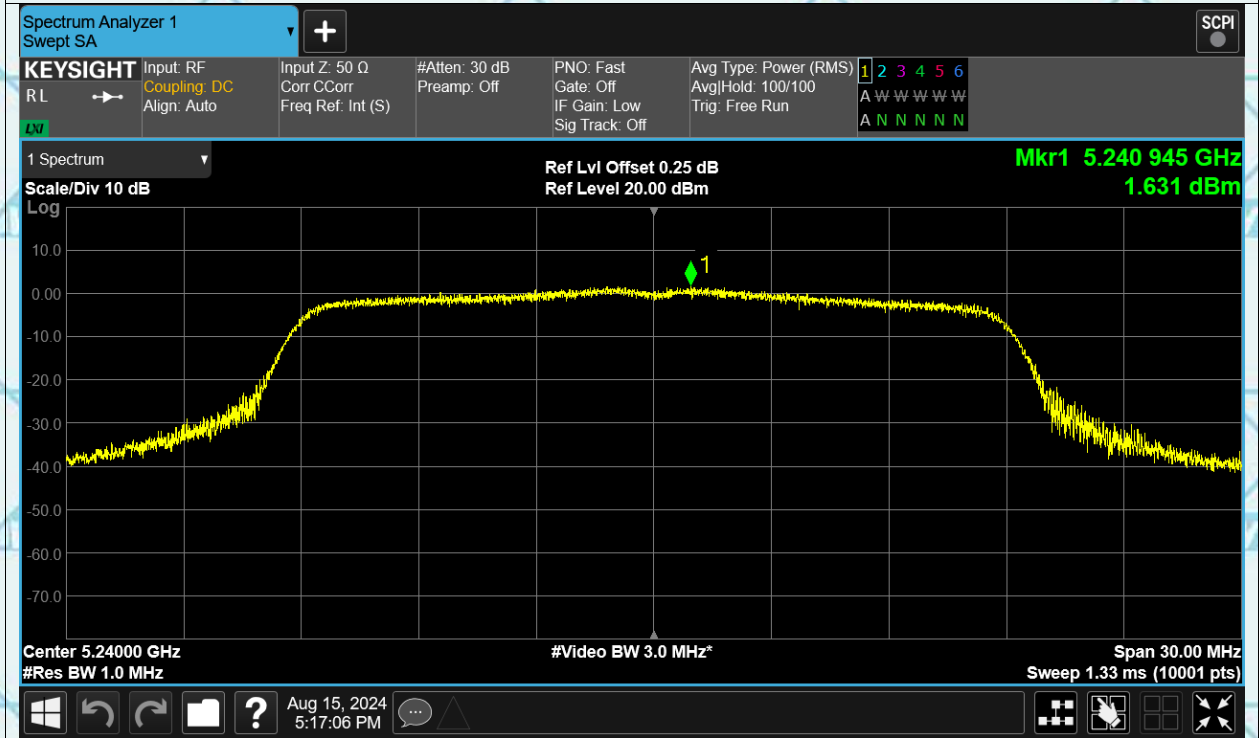 Spectrum Analyzer 1
Swept SA
SCPI
KEYSIGHT
R L
LXI
Input: RF
Coupling: DC
Align: Auto
Input Z: 50 Ω
Corr CCorr
Freq Ref: Int (S)
#Atten: 30 dB
Preamp: Off
PNO: Fast
Gate: Off
IF Gain: Low
Sig Track: Off
Avg Type: Power (RMS)
Avg|Hold: 100/100
Trig: Free Run
1 2 3 4 5 6
A W W W W W
A N N N N N
1 Spectrum
Scale/Div 10 dB
Log
Ref Lvl Offset 0.25 dB
Ref Level 20.00 dBm
Mkr1 5.240 945 GHz
1.631 dBm
1
10.0
0.00
-10.0
-20.0
-30.0
-40.0
-50.0
-60.0
-70.0
Center 5.24000 GHz
#Res BW 1.0 MHz
#Video BW 3.0 MHz*
Span 30.00 MHz
Sweep 1.33 ms (10001 pts)
Aug 15, 2024
5:17:06 PM